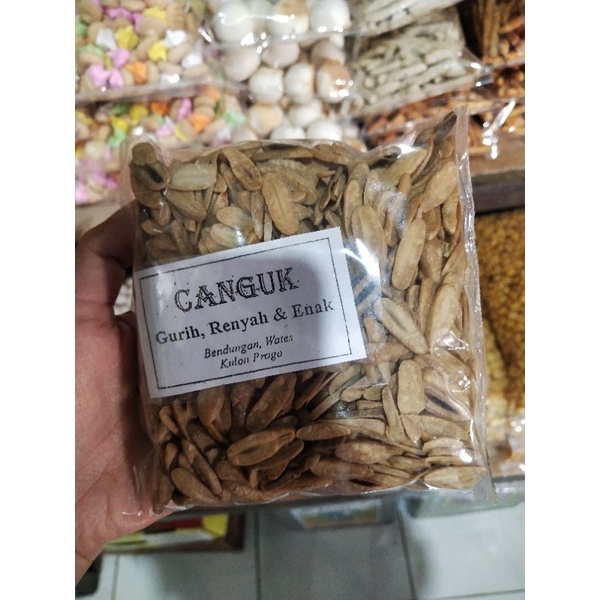 CANGUK
Gurih, Renyah & Enak
Bendungan, Wates
Kulon Progo